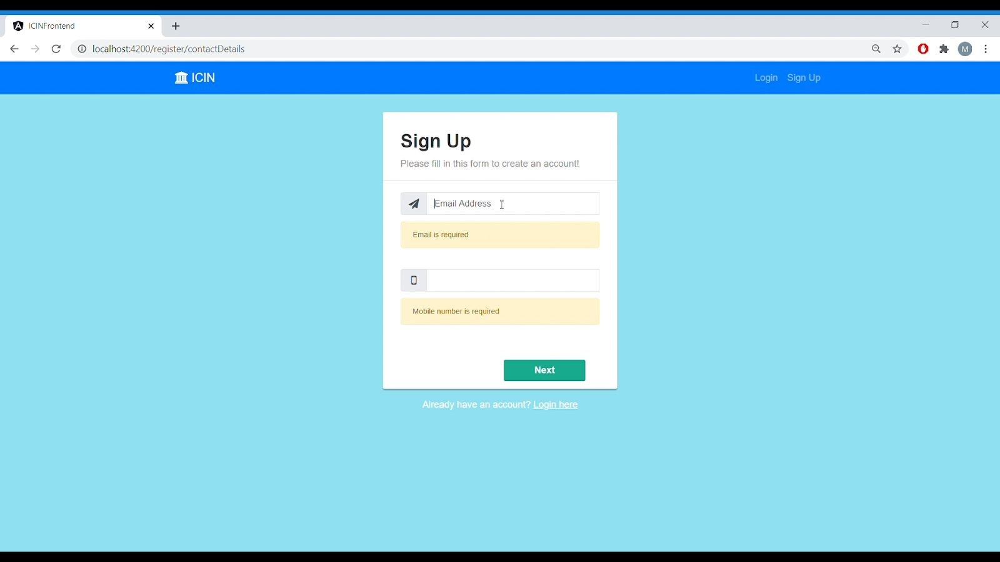 ICINFrontend
localhost:4200/register/contactDetails
M
ICIN
Login Sign Up
Sign Up
Please fill in this form to create an account!
Email Address
Email is required
Mobile number is required
Next
Already have an account? Login here